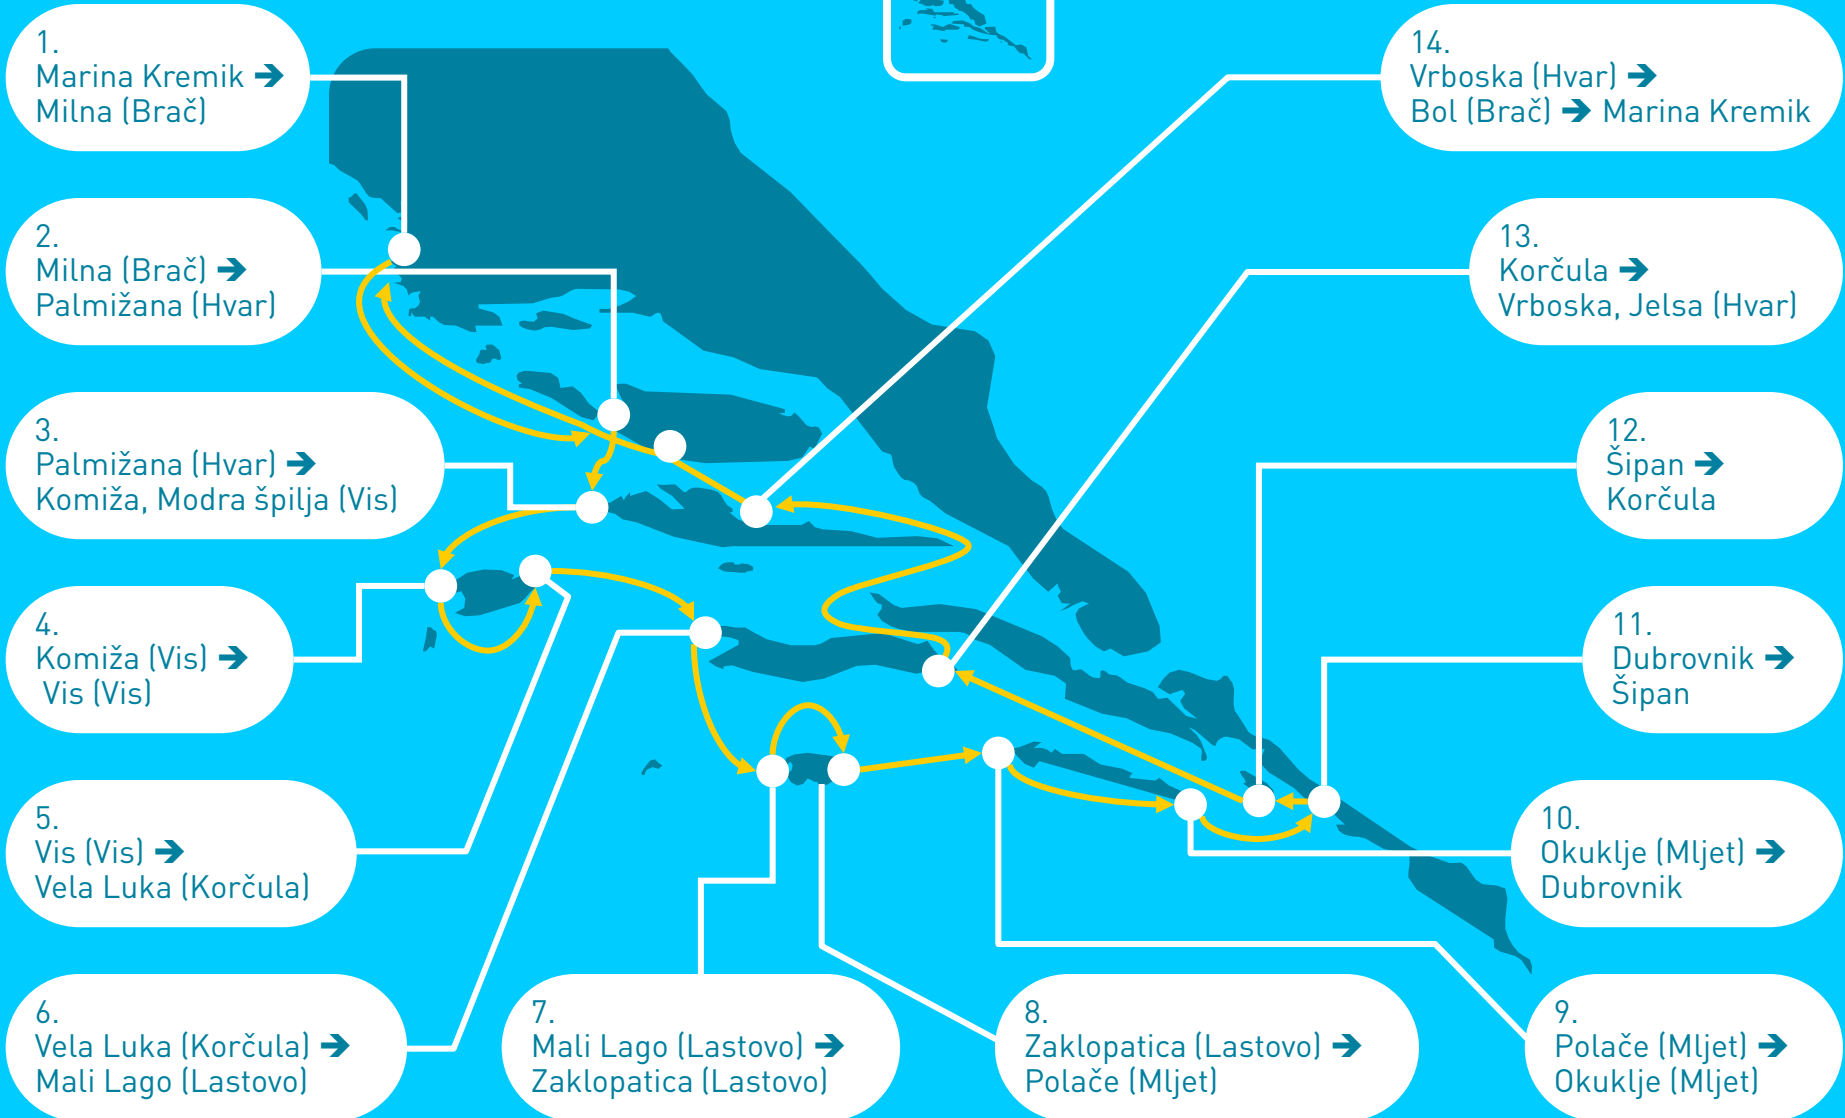 1.
Marina Kremik ➔
Milna (Brač)
2.
Milna (Brač) ➔
Palmižana (Hvar)
3.
Palmižana (Hvar) ➔
Komiža, Modra špilja (Vis)
4.
Komiža (Vis) ➔
Vis (Vis)
5.
Vis (Vis) ➔
Vela Luka (Korčula)
6.
Vela Luka (Korčula) ➔
Mali Lago (Lastovo)
7.
Mali Lago (Lastovo) ➔
Zaklopatica (Lastovo)
8.
Zaklopatica (Lastovo) ➔
Polače (Mljet)
9.
Polače (Mljet) ➔
Okuklje (Mljet)
10.
Okuklje (Mljet) ➔
Dubrovnik
11.
Dubrovnik ➔
Šipan
12.
Šipan ➔
Korčula
13.
Korčula ➔
Vrboska, Jelsa (Hvar)
14.
Vrboska (Hvar) ➔
Bol (Brač) ➔ Marina Kremik